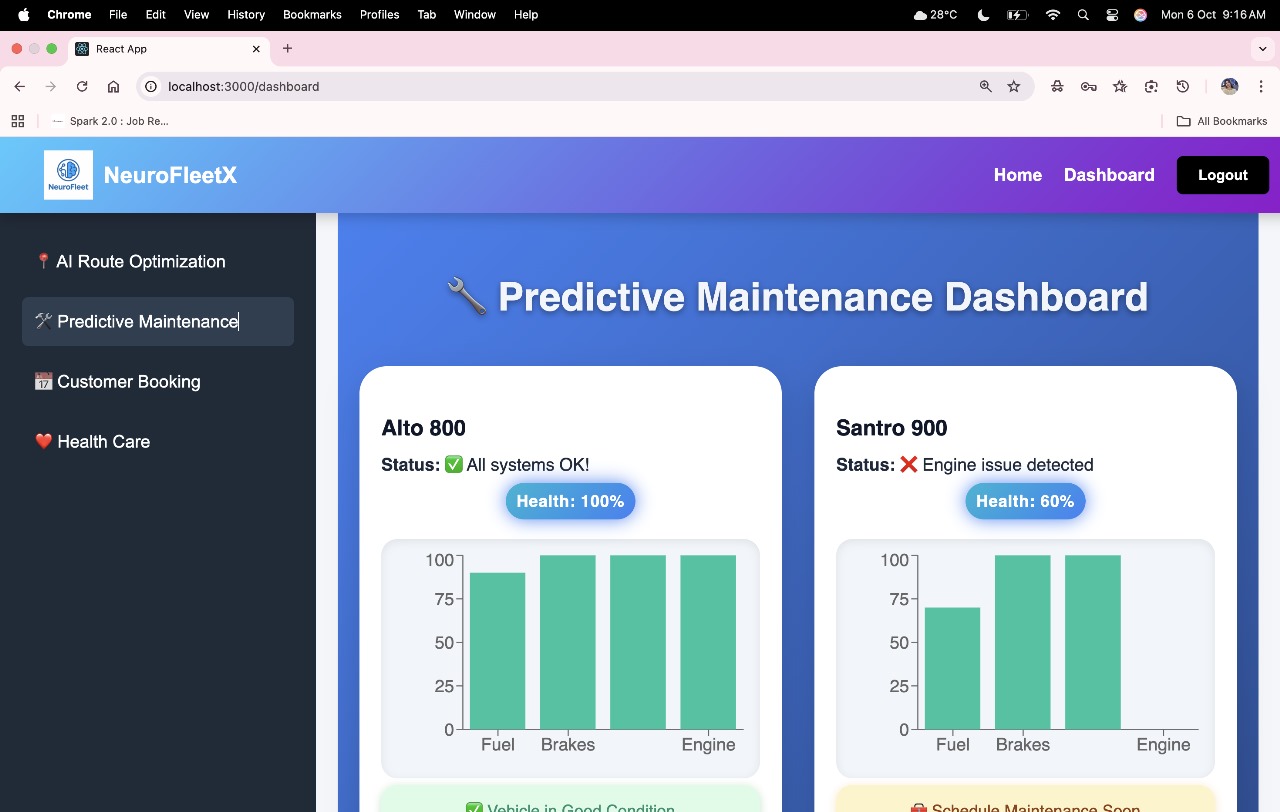 Chrome File Edit View History Bookmarks Profiles Tab Window Help 28°C Mon 6 Oct 9:16 AM
React App
localhost:3000/dashboard
Spark 2.0 : Job Re... All Bookmarks
NeuroFleet
NeuroFleetX
Home Dashboard Logout
📍 AI Route Optimization
🛠️ Predictive Maintenance
📅 Customer Booking
❤️ Health Care
🔧 Predictive Maintenance Dashboard
Alto 800
Status: ✅ All systems OK!
Health: 100%
100
75
50
25
0
Fuel Brakes Engine
✅ Vehicle in Good Condition
Santro 900
Status: ❌ Engine issue detected
Health: 60%
100
75
50
25
0
Fuel Brakes Engine
🧰 Schedule Maintenance Soon